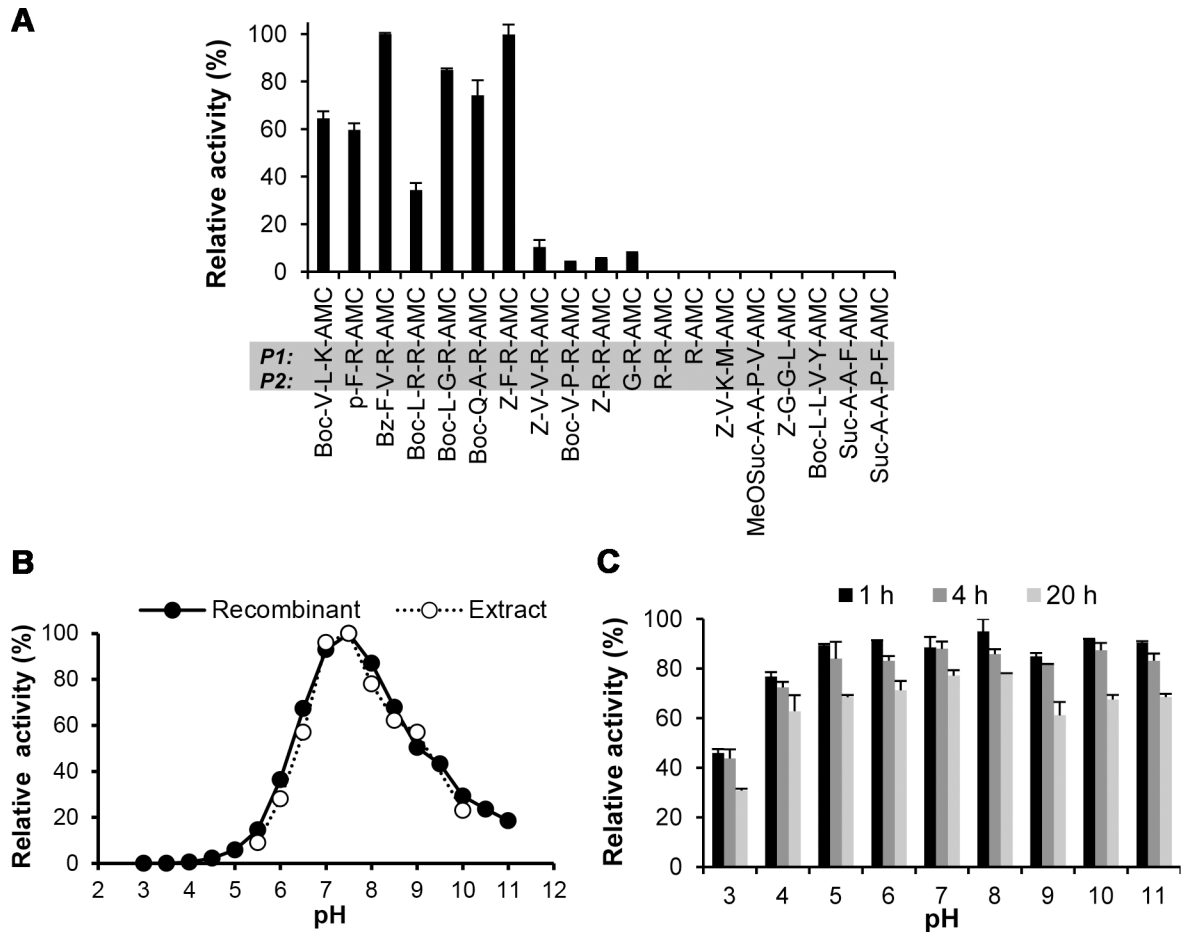 A
Relative activity (%)
100
80
60
40
20
0
P1:
P2:
Boc-V-L-K-AMC
p-F-R-AMC
Bz-F-V-R-AMC
Boc-L-R-R-AMC
Boc-L-G-R-AMC
Boc-Q-A-R-AMC
Z-F-R-AMC
Z-V-V-R-AMC
Boc-V-P-R-AMC
Z-R-R-AMC
G-R-AMC
R-R-AMC
R-AMC
Z-V-K-M-AMC
MeOSuc-A-A-P-V-AMC
Z-G-G-L-AMC
Boc-L-L-V-Y-AMC
Suc-A-A-F-AMC
Suc-A-A-P-F-AMC
B
Recombinant Extract
Relative activity (%)
100
80
60
40
20
0
2 3 4 5 6 7 8 9 10 11 12
pH
C
1 h 4 h 20 h
Relative activity (%)
100
80
60
40
20
0
3 4 5 6 7 8 9 10 11
pH